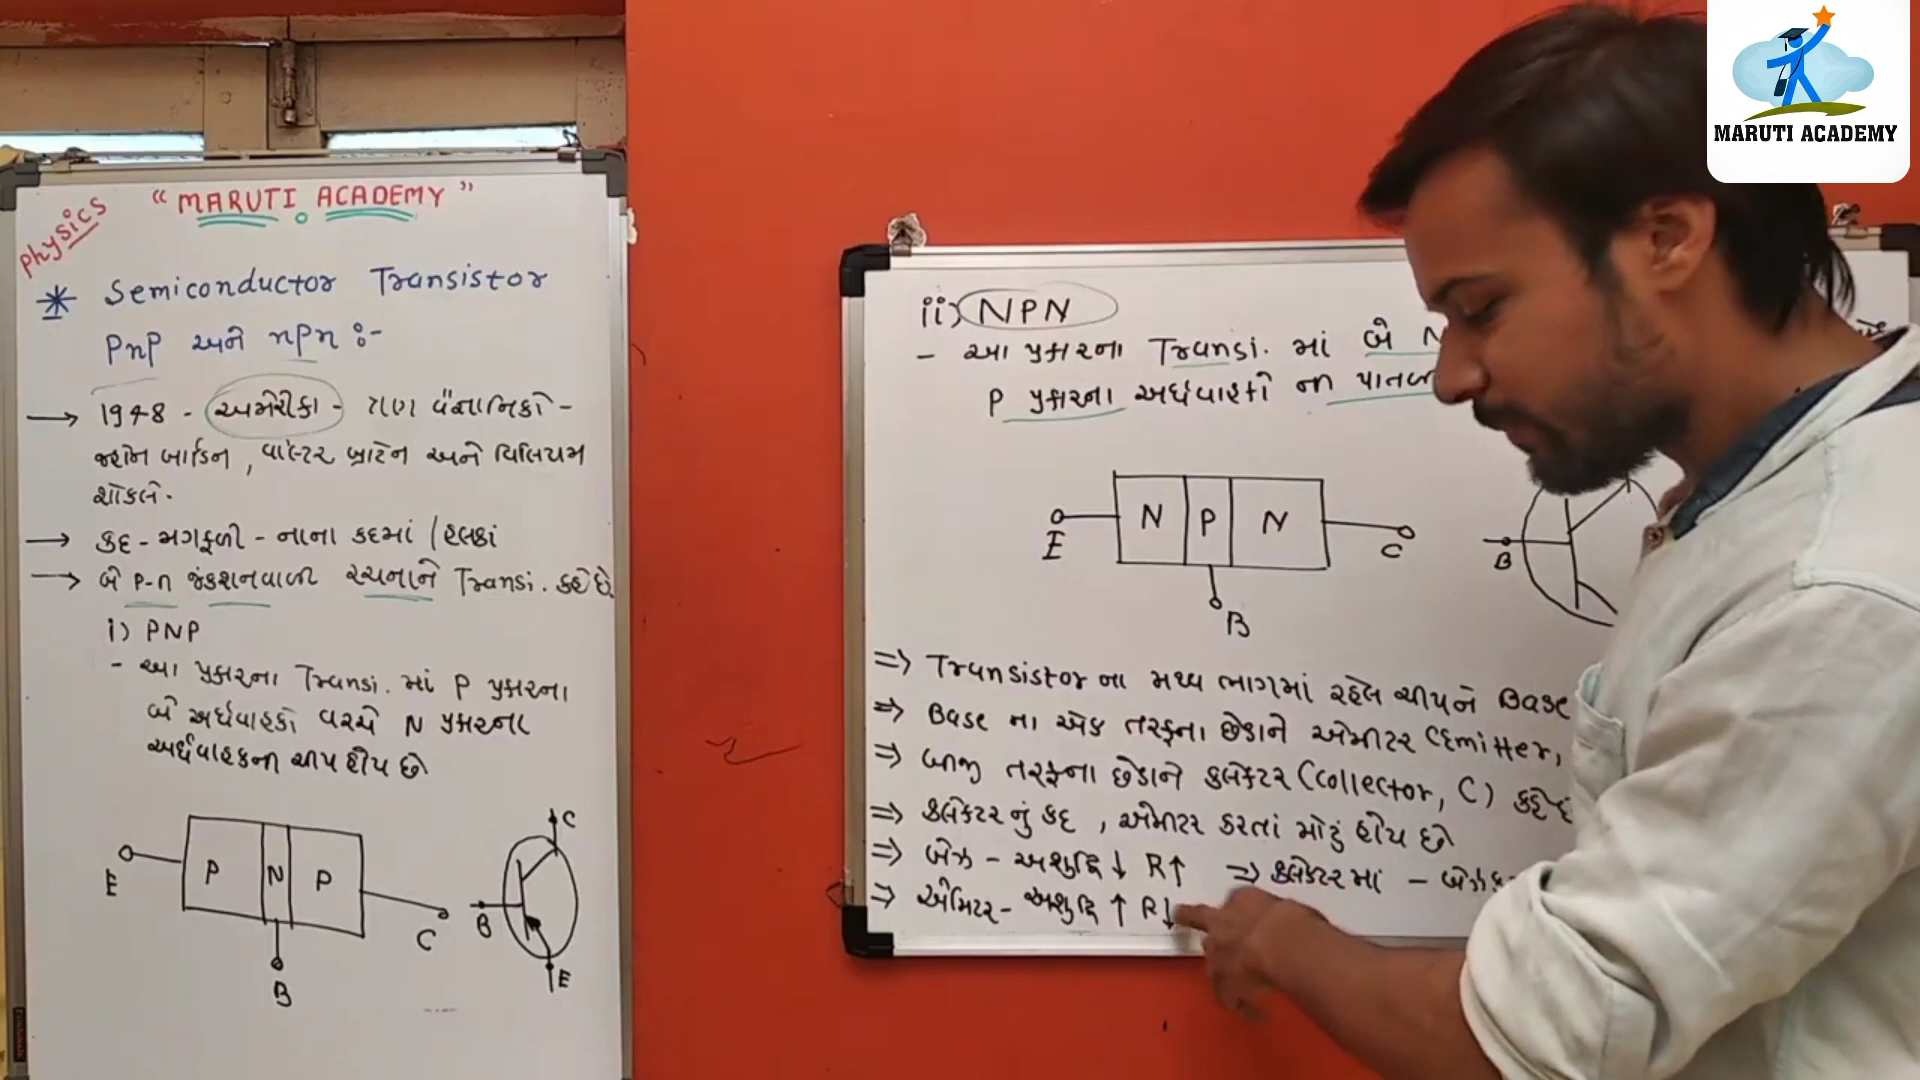 Physics
“MARUTI ACADEMY”
* Semiconductor Transistor
PnP અને nPn :-
→ 1948 - અમેરીકા - ત્રણ વૈજ્ઞાનિકો -
જ્હોન બાર્ડિન, વાલ્ટર બ્રાટેન અને વિલિયમ
શોકલે.
→ કદ - મગફળી - નાના કદમાં / હલકાં
→ બે P-n જંકશનવાળી રચનાને Transi. કહે છે.
i) PNP
- આ પ્રકારના Transi. માં P પ્રકારના
બે અર્ધવાહકો વચ્ચે N પ્રકારના
અર્ધવાહકની ચીપ હોય છે
E P N P C
B
C
B
E
ii) NPN
- આ પ્રકારના Transi. માં બે N
P પ્રકારના અર્ધવાહકો ની પાતળી
E N P N C
B
B
⇒ Transistor ના મધ્ય ભાગમાં રહેલ ચીપને Base
⇒ Base ના એક તરફના છેડાને એમીટર (Emitter,
⇒ બીજી તરફના છેડાને કલેક્ટર (Collector, C) કહે છે
⇒ કલેકટરનું કદ, એમીટર કરતાં મોટું હોય છે
⇒ બેઝ - અશુદ્ધિ ↓ R↑ ⇒ કલેકટરમાં - બેઝ
⇒ એમિટર - અશુદ્ધિ ↑ R↓
MARUTI ACADEMY